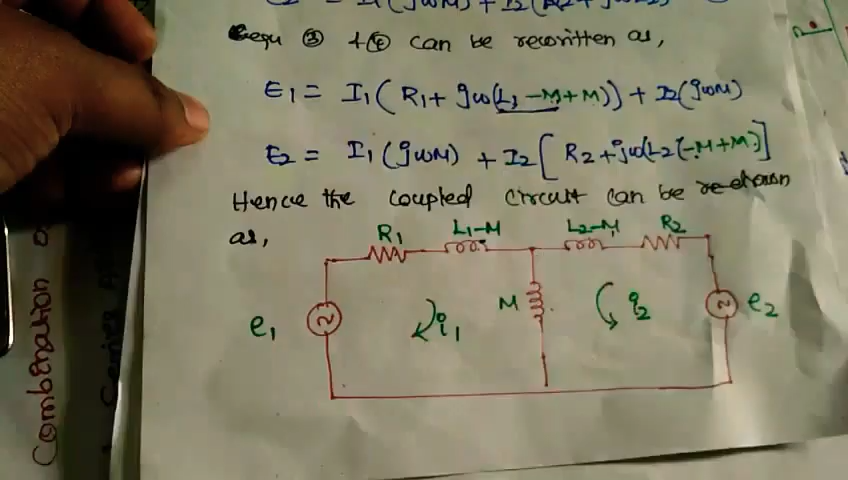 Equ ③ & ④ can be rewritten as,
E1 = I1 ( R1 + jω(L1 - M + M)) + I2 (jωM)
E2 = I1 (jωM) + I2 [ R2 + jω(L2 (-M + M)]
Hence the coupled circuit can be re-drawn
as,
R1 L1-M L2-M R2
M
e1 i1 i2 e2
Combination